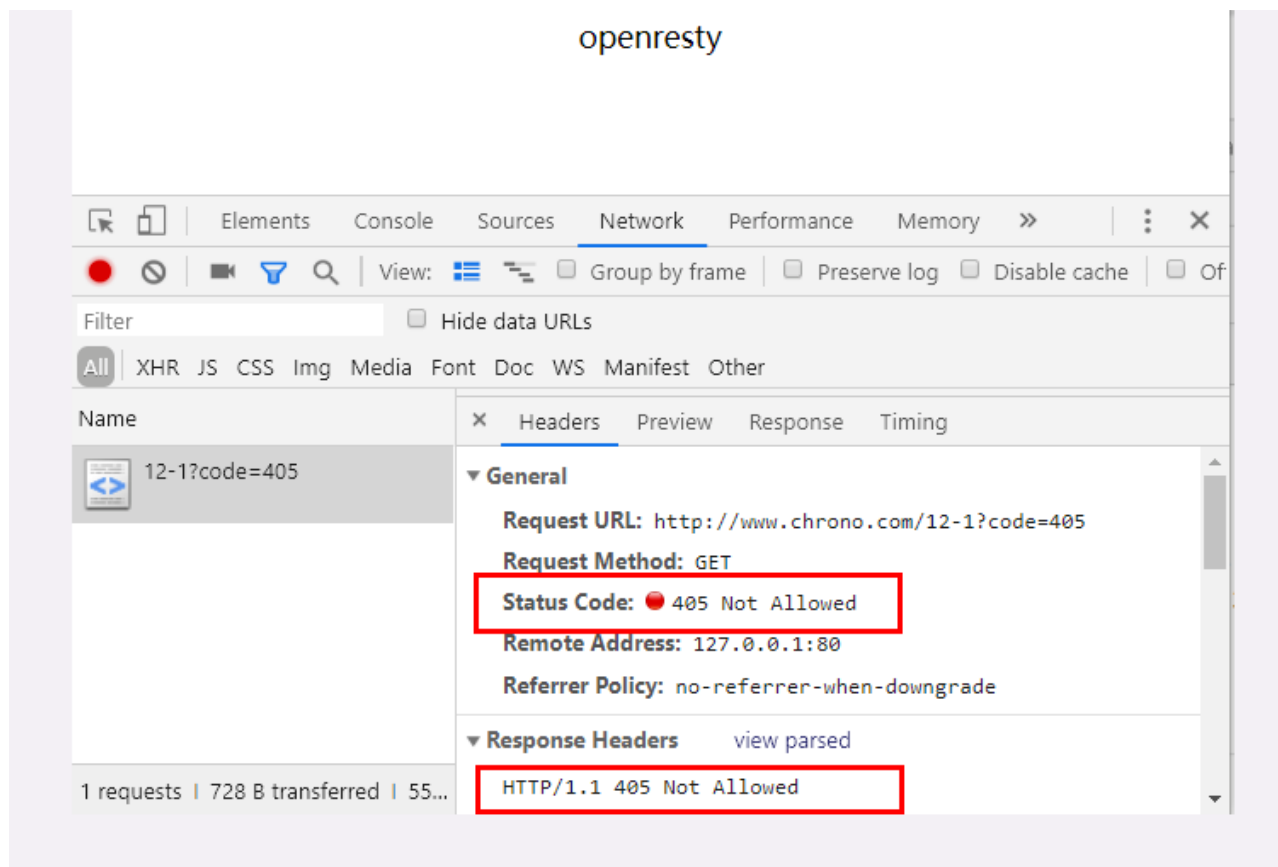 openresty
Elements Console Sources Network Performance Memory »
View: Group by frame Preserve log Disable cache Of
Filter Hide data URLs
All XHR JS CSS Img Media Font Doc WS Manifest Other
Name
× Headers Preview Response Timing
12-1?code=405
▼ General
Request URL: http://www.chrono.com/12-1?code=405
Request Method: GET
Status Code: 405 Not Allowed
Remote Address: 127.0.0.1:80
Referrer Policy: no-referrer-when-downgrade
▼ Response Headers view parsed
HTTP/1.1 405 Not Allowed
1 requests | 728 B transferred | 55...